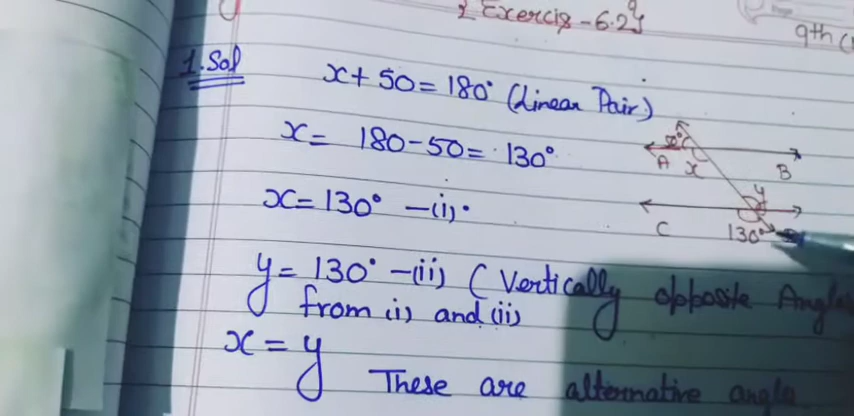 Exercise - 6.2
9th
1. Sol
x + 50 = 180° (Linear Pair)
x = 180 - 50 = 130°
x = 130° - (i)
y = 130° - (ii) (Vertically opposite Angles
from (i) and (ii)
x = y
These are alternative angle
50°
A
x
B
y
C
130°